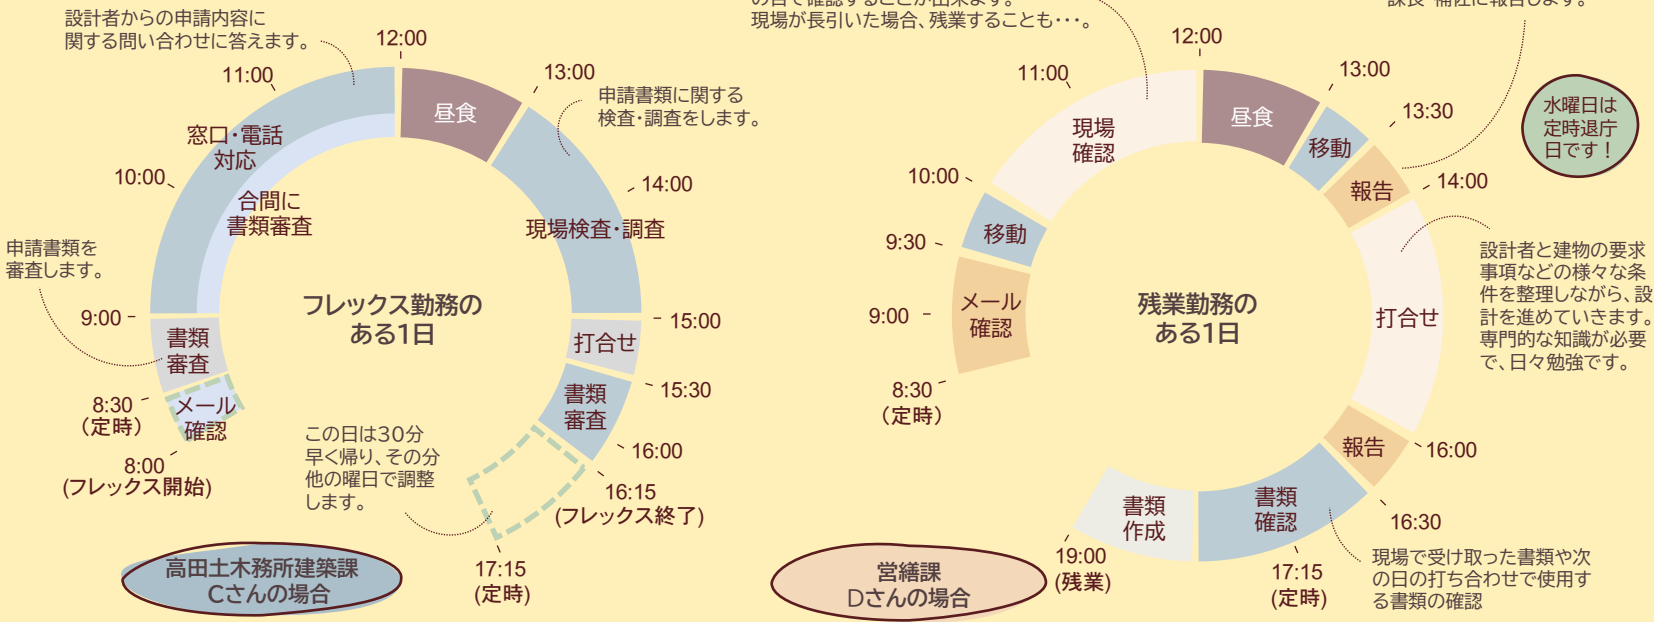 設計者からの申請内容に
関する問い合わせに答えます。
12:00
11:00
13:00
昼食
申請書類に関する
検査・調査をします。
窓口・電話
対応
10:00
14:00
合間に
書類審査
現場検査・調査
申請書類を
審査します。
フレックス勤務の
ある1日
9:00
15:00
書類
審査
打合せ
8:30
(定時)
メール
確認
15:30
書類
審査
8:00
(フレックス開始)
この日は30分
早く帰り、その分
他の曜日で調整
します。
16:00
16:15
(フレックス終了)
17:15
(定時)
高田土木務所建築課
Cさんの場合
現場が長引いた場合、残業することも・・・。
12:00
11:00
13:00
昼食
13:30
水曜日は
定時退庁
日です！
現場
確認
移動
10:00
報告
14:00
移動
9:30
設計者と建物の要求
事項などの様々な条
件を整理しながら、設
計を進めていきます。
専門的な知識が必要
で、日々勉強です。
メール
確認
9:00
残業勤務の
ある1日
打合せ
8:30
(定時)
報告
16:00
書類
確認
16:30
書類
作成
19:00
(残業)
17:15
(定時)
現場で受け取った書類や次
の日の打ち合わせで使用す
る書類の確認
営繕課
Dさんの場合